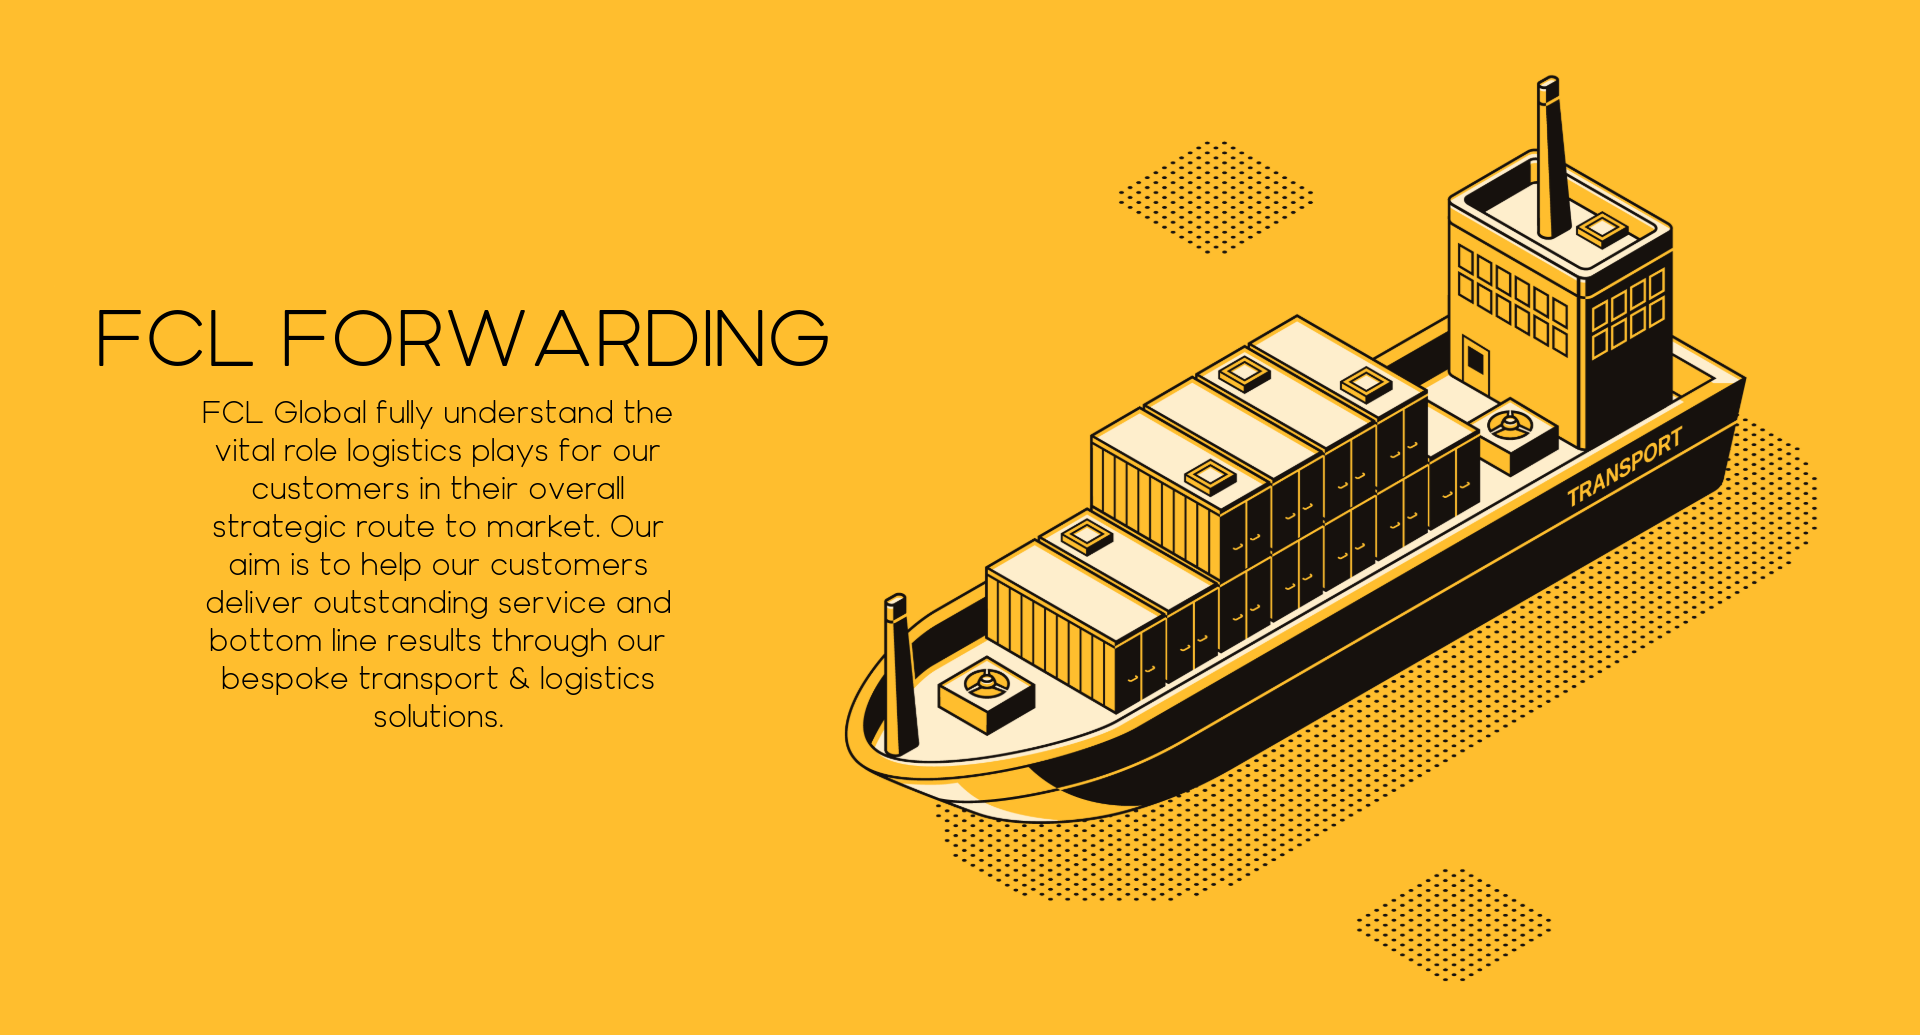 FCL FORWARDING
FCL Global fully understand the
vital role logistics plays for our
customers in their overall
strategic route to market. Our
aim is to help our customers
deliver outstanding service and
bottom line results through our
bespoke transport & logistics
solutions.
TRANSPORT